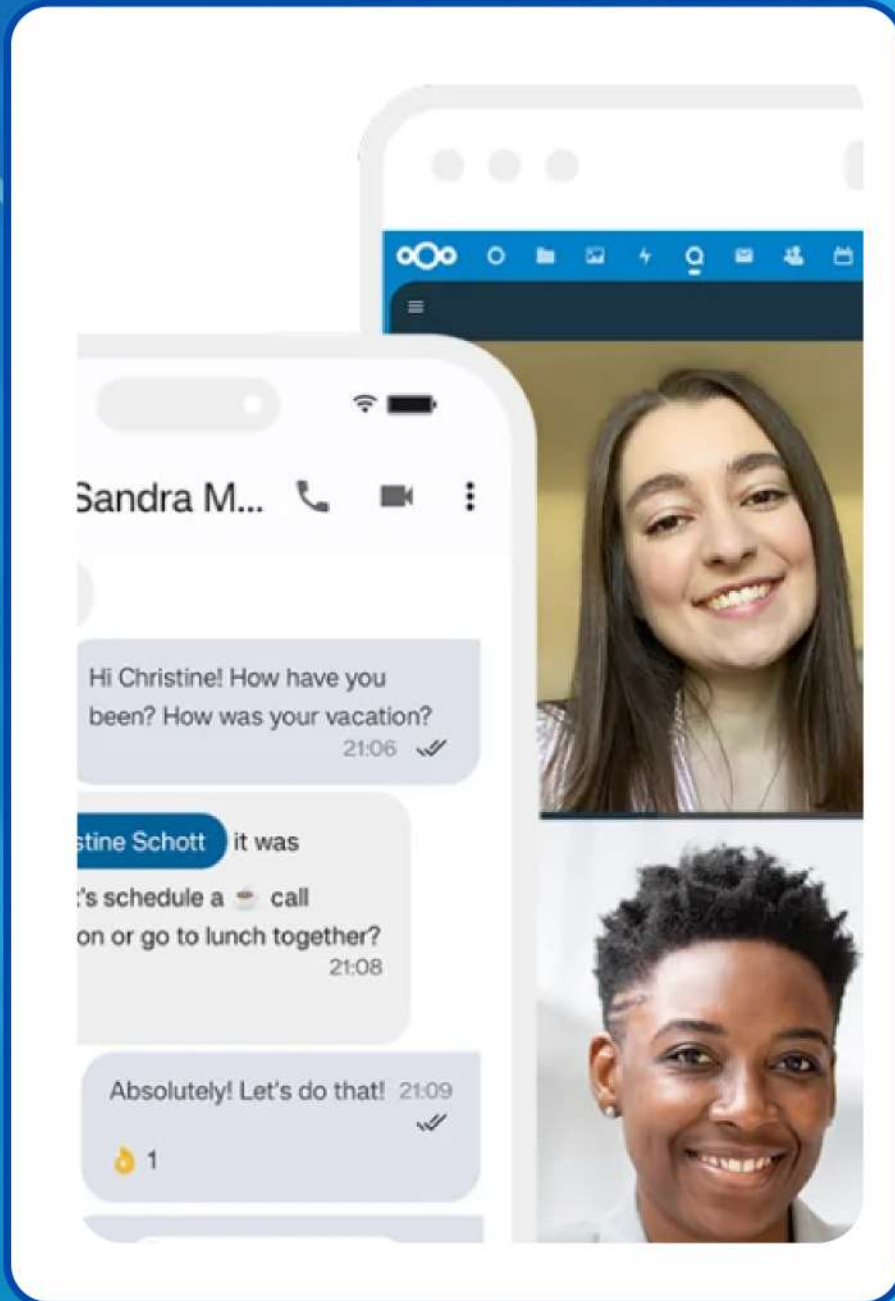 Sandra M...
Hi Christine! How have you
been? How was your vacation?
21:06
stine Schott it was
t's schedule a ☕ call
on or go to lunch together?
21:08
Absolutely! Let's do that! 21:09
👌 1